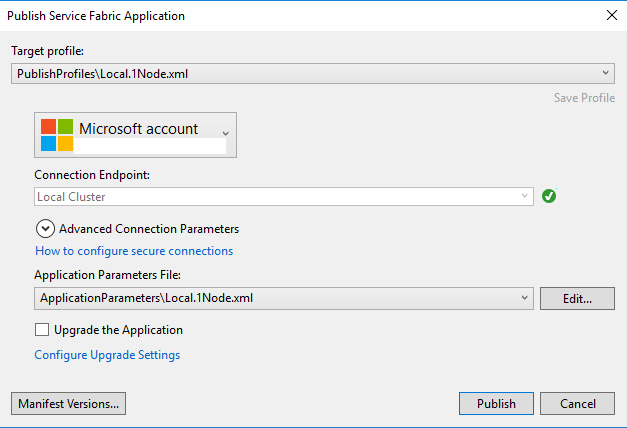 Publish Service Fabric Application
Target profile:
PublishProfiles\Local.1Node.xml
Save Profile
Microsoft account
Connection Endpoint:
Local Cluster
Advanced Connection Parameters
How to configure secure connections
Application Parameters File:
ApplicationParameters\Local.1Node.xml
Edit...
Upgrade the Application
Configure Upgrade Settings
Manifest Versions...
Publish
Cancel